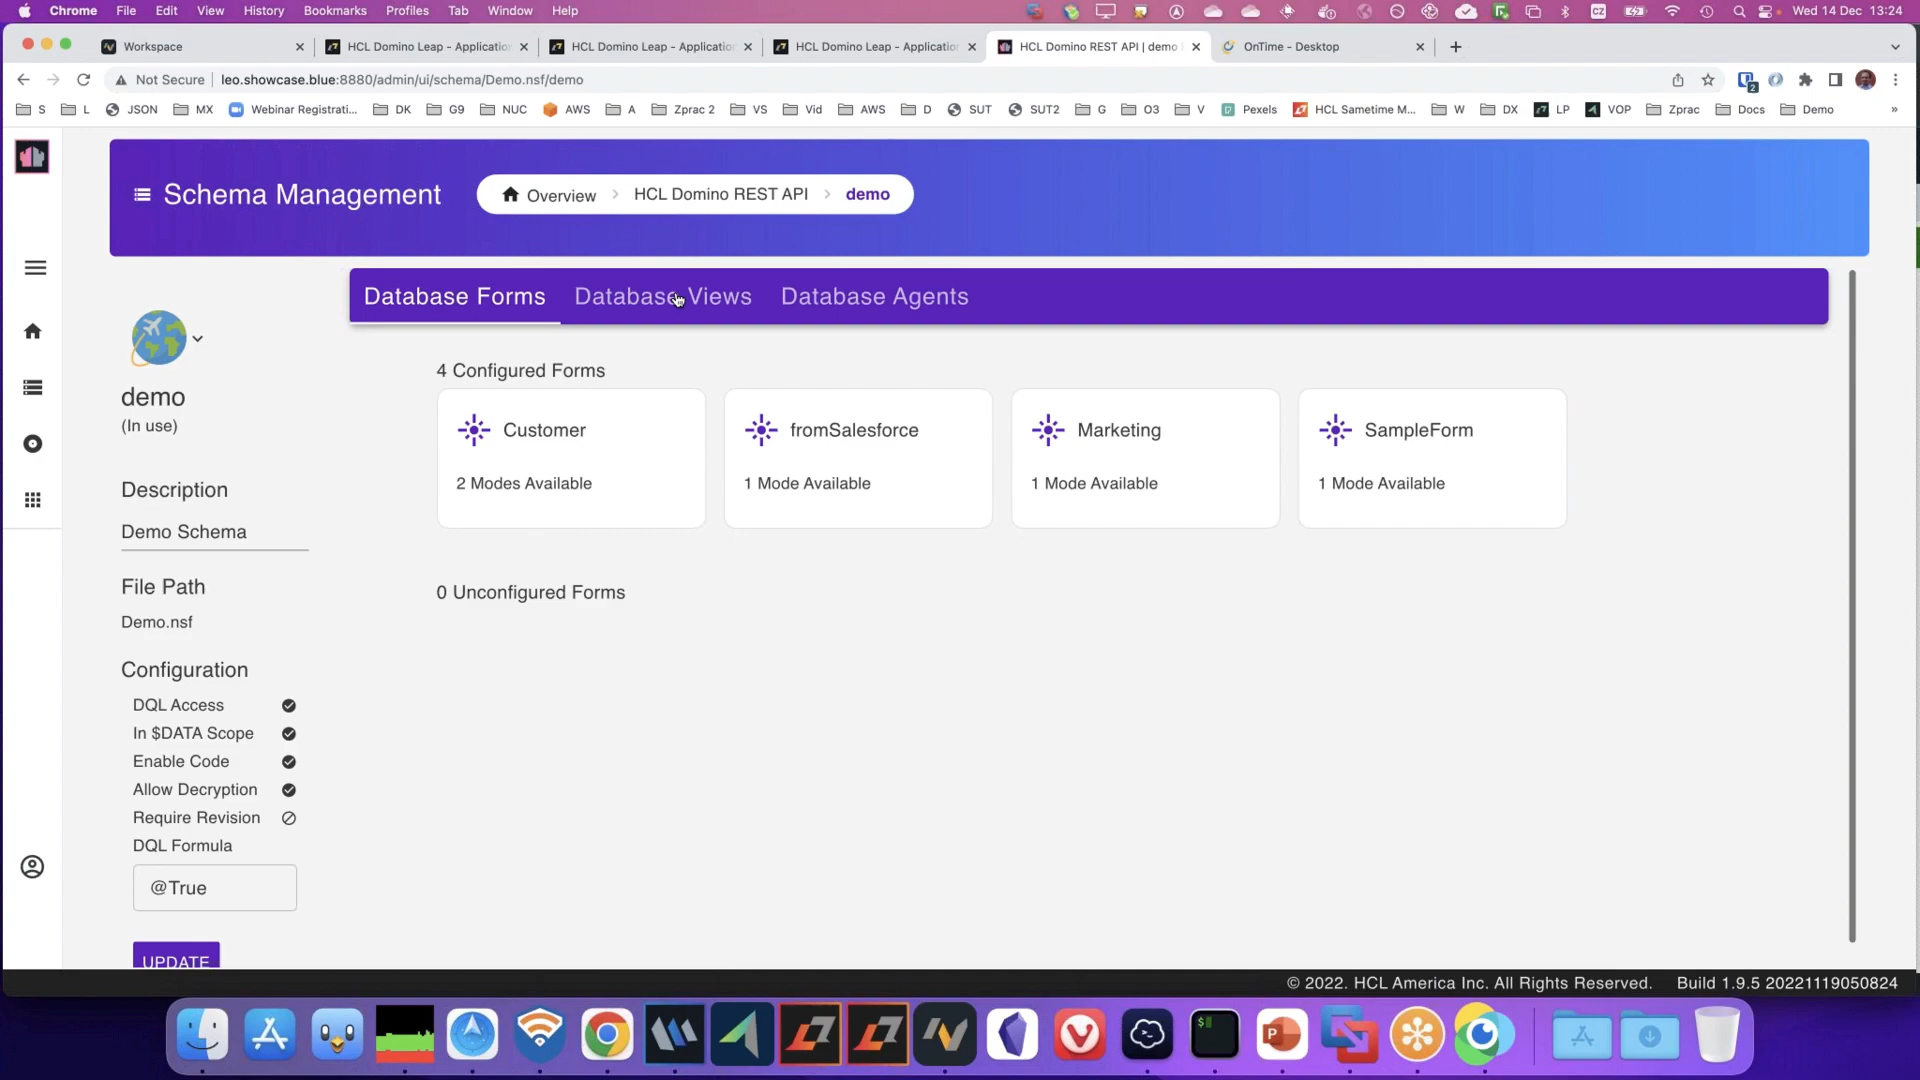 Chrome File Edit View History Bookmarks Profiles Tab Window Help CZ Wed 14 Dec 13:24
Workspace HCL Domino Leap - Application HCL Domino Leap - Application HCL Domino Leap - Application HCL Domino REST API | demo OnTime - Desktop
Not Secure leo.showcase.blue:8880/admin/ui/schema/Demo.nsf/demo 2
S L JSON MX Webinar Registrati... DK G9 NUC AWS A Zprac 2 VS Vid AWS D SUT SUT2 G O3 V Pexels HCL Sametime M... W DX LP VOP Zprac Docs Demo »
Schema Management Overview > HCL Domino REST API > demo
Database Forms Database Views Database Agents
demo
(In use)
Description
Demo Schema
File Path
Demo.nsf
Configuration
DQL Access
In $DATA Scope
Enable Code
Allow Decryption
Require Revision
DQL Formula
@True
UPDATE
4 Configured Forms
Customer
2 Modes Available
fromSalesforce
1 Mode Available
Marketing
1 Mode Available
SampleForm
1 Mode Available
0 Unconfigured Forms
© 2022. HCL America Inc. All Rights Reserved. Build 1.9.5 20221119050824